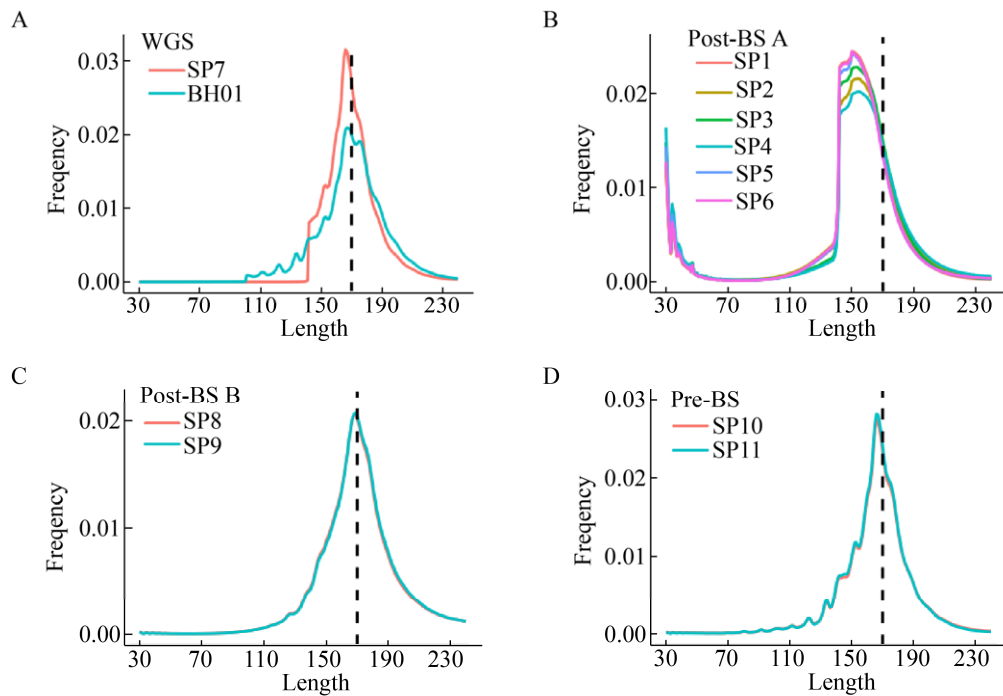 A
WGS
SP7
BH01
Freqency
0.03
0.02
0.01
0.00
30 70 110 150 190 230
Length
B
Post-BS A
SP1
SP2
SP3
SP4
SP5
SP6
Freqency
0.02
0.01
0.00
30 70 110 150 190 230
Length
C
Post-BS B
SP8
SP9
Freqency
0.02
0.01
0.00
30 70 110 150 190 230
Length
D
Pre-BS
SP10
SP11
Freqency
0.03
0.02
0.01
0.00
30 70 110 150 190 230
Length